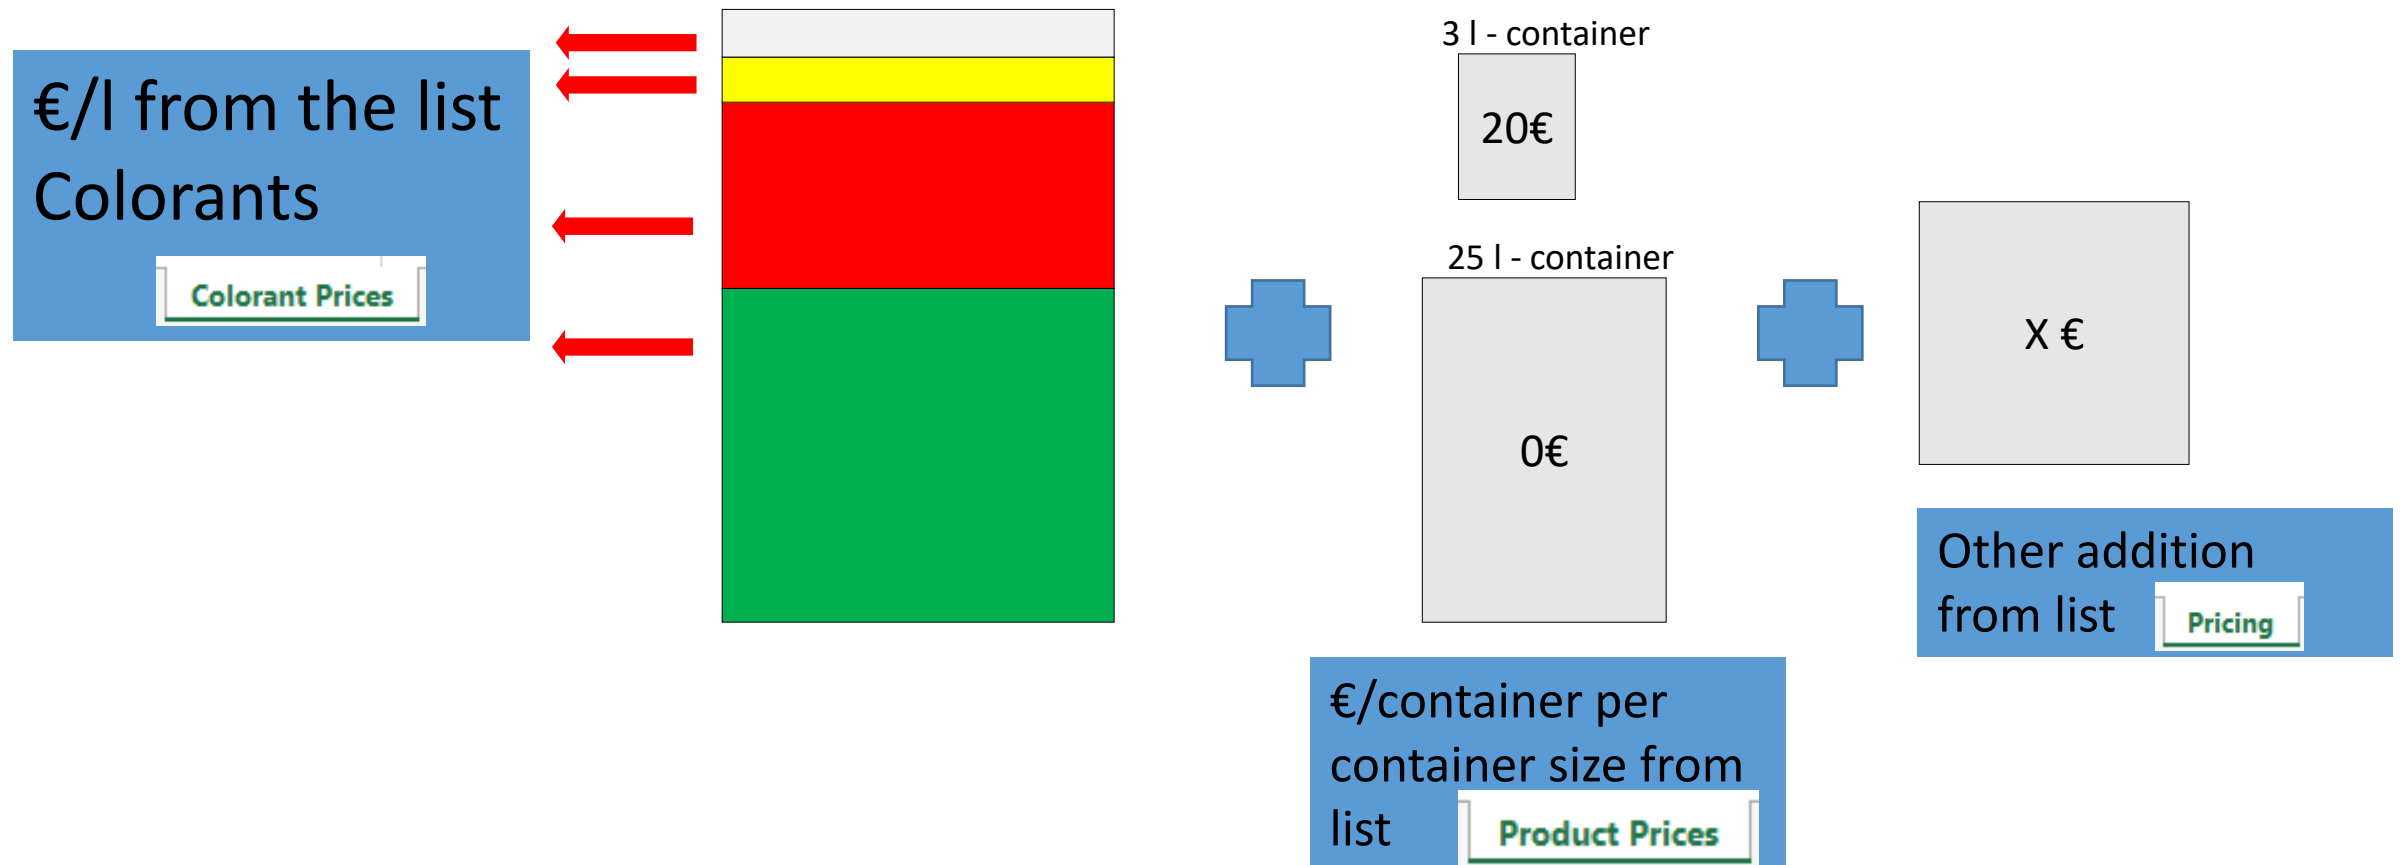 €/l from the list
Colorants
Colorant Prices
3 l - container
20€
25 l - container
0€
X €
Other addition
from list Pricing
€/container per
container size from
list Product Prices